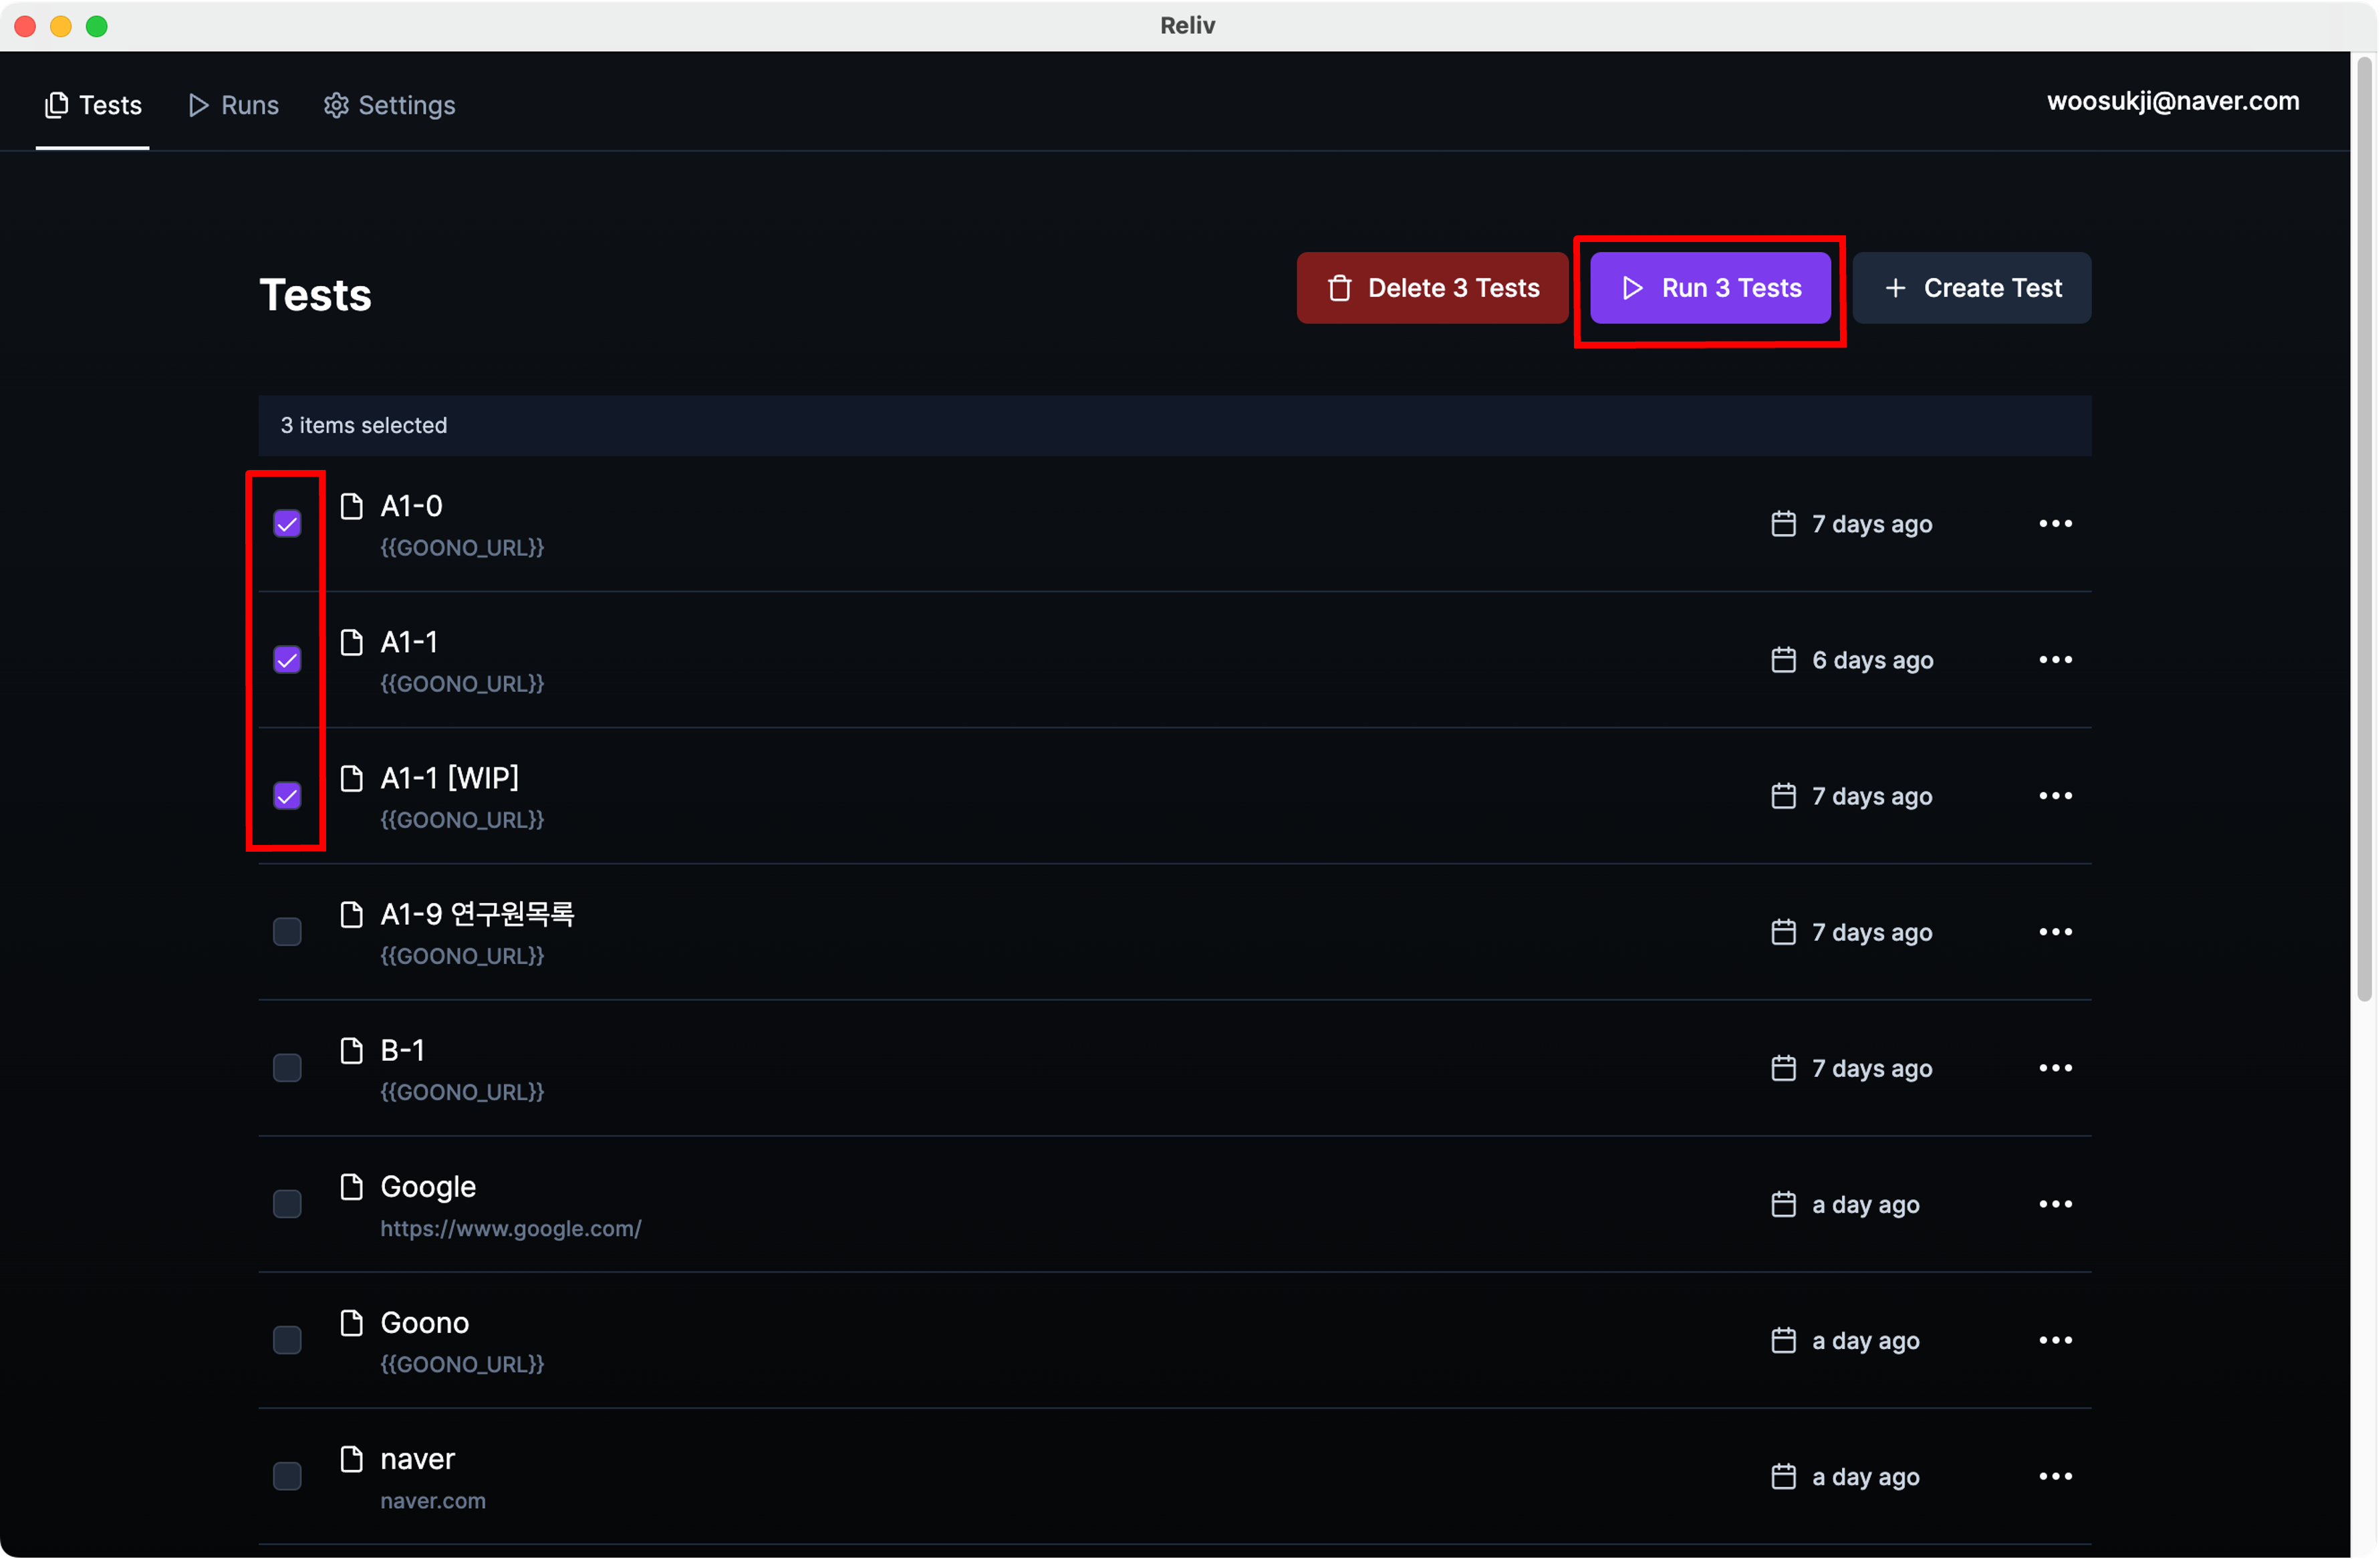 Reliv
Tests
Runs
Settings
woosukji@naver.com
Tests
Delete 3 Tests
Run 3 Tests
+ Create Test
3 items selected
A1-0
{{GOONO_URL}}
7 days ago
A1-1
{{GOONO_URL}}
6 days ago
A1-1 [WIP]
{{GOONO_URL}}
7 days ago
A1-9 연구원목록
{{GOONO_URL}}
7 days ago
B-1
{{GOONO_URL}}
7 days ago
Google
https://www.google.com/
a day ago
Goono
{{GOONO_URL}}
a day ago
naver
naver.com
a day ago